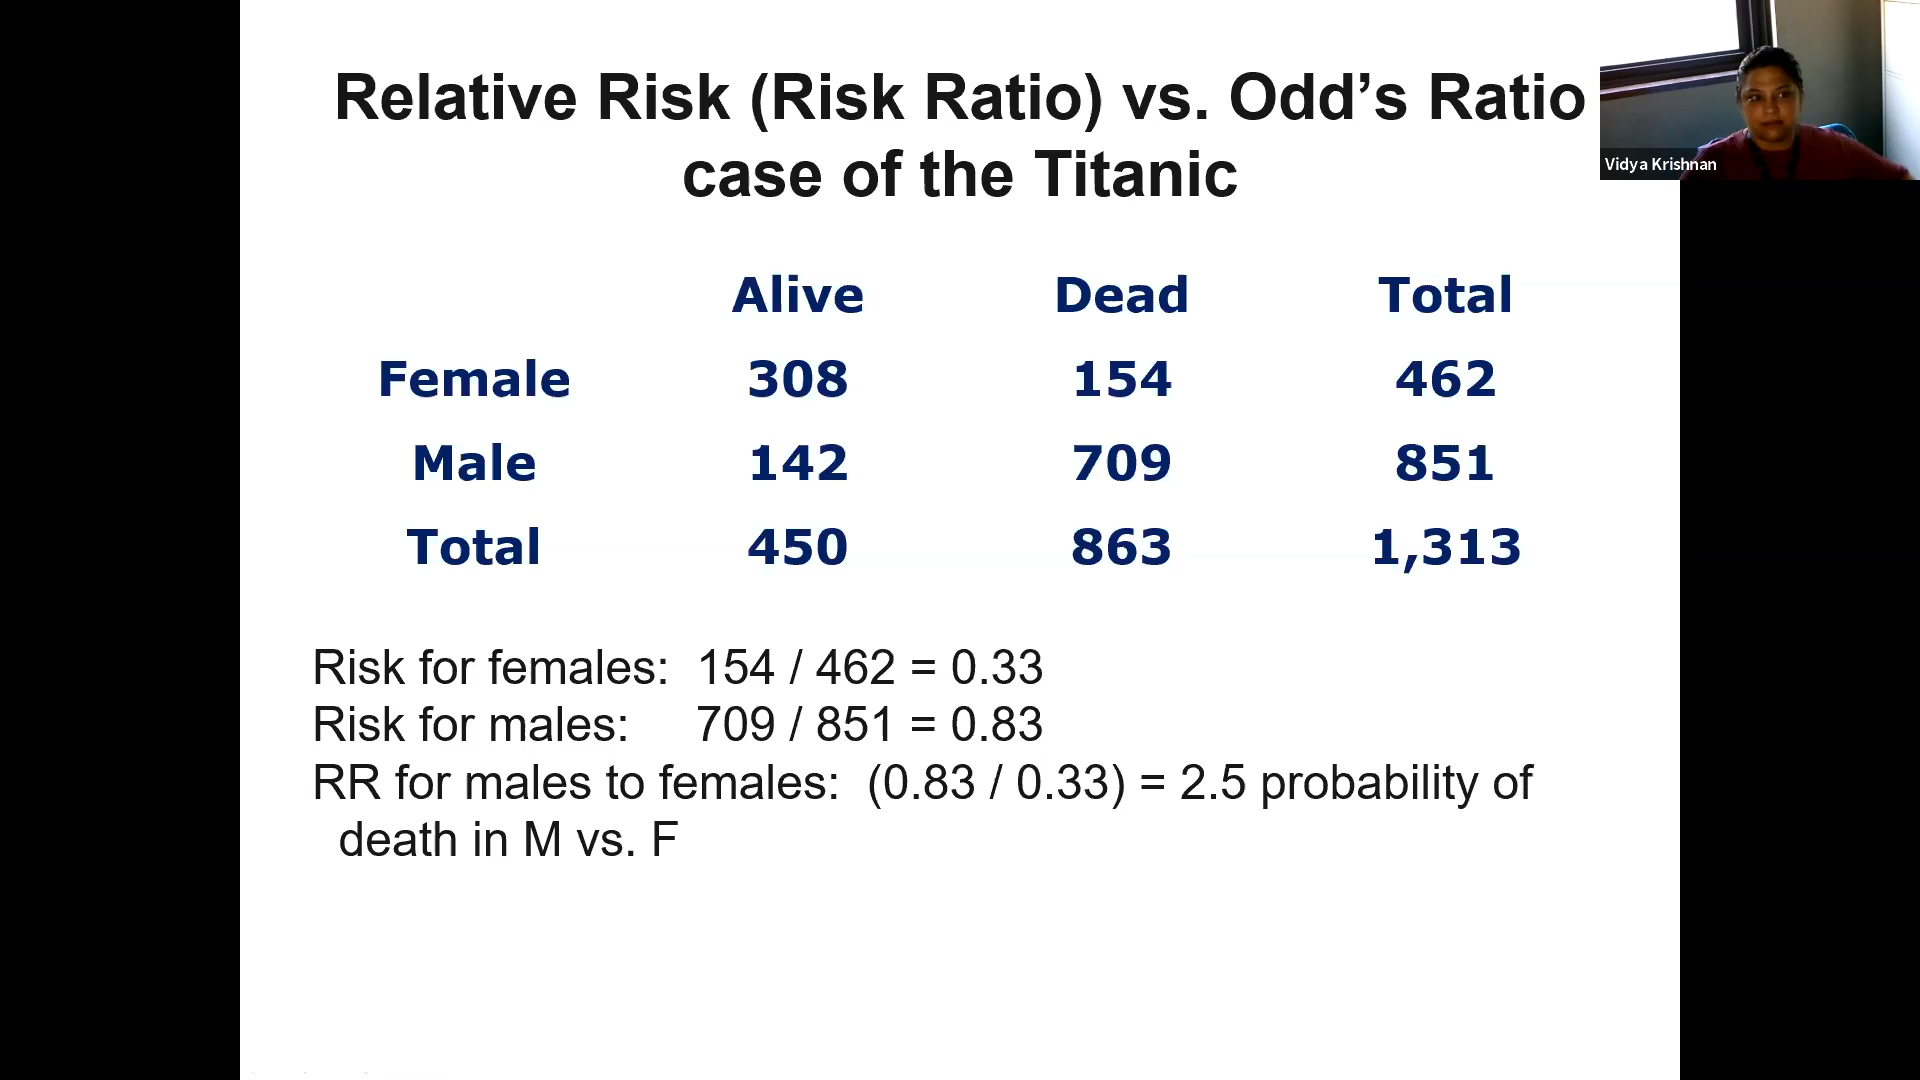 Relative Risk (Risk Ratio) vs. Odd’s Ratio
case of the Titanic
Vidya Krishnan
Alive Dead Total
Female 308 154 462
Male 142 709 851
Total 450 863 1,313
Risk for females: 154 / 462 = 0.33
Risk for males: 709 / 851 = 0.83
RR for males to females: (0.83 / 0.33) = 2.5 probability of
death in M vs. F